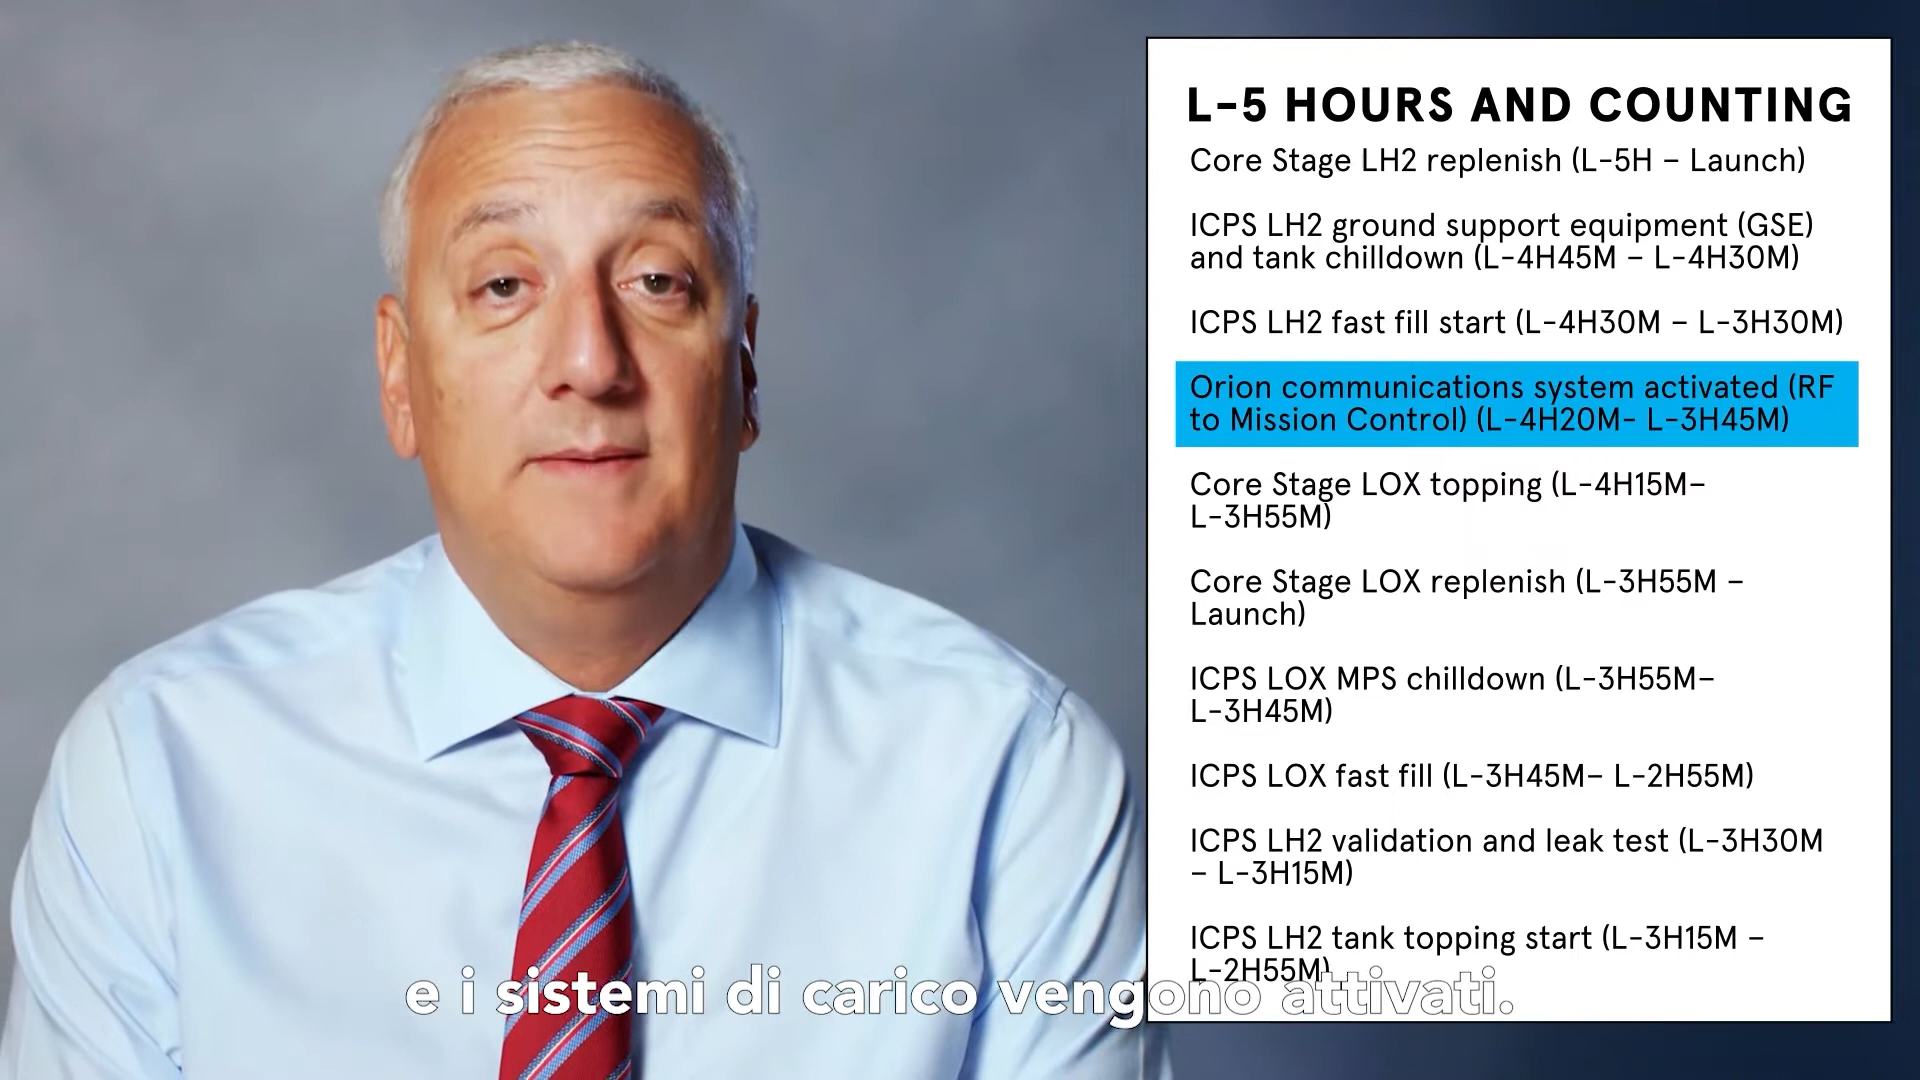 L-5 HOURS AND COUNTING
Core Stage LH2 replenish (L-5H – Launch)
ICPS LH2 ground support equipment (GSE)
and tank chilldown (L-4H45M – L-4H30M)
ICPS LH2 fast fill start (L-4H30M – L-3H30M)
Orion communications system activated (RF
to Mission Control) (L-4H20M- L-3H45M)
Core Stage LOX topping (L-4H15M–
L-3H55M)
Core Stage LOX replenish (L-3H55M –
Launch)
ICPS LOX MPS chilldown (L-3H55M–
L-3H45M)
ICPS LOX fast fill (L-3H45M– L-2H55M)
ICPS LH2 validation and leak test (L-3H30M
– L-3H15M)
ICPS LH2 tank topping start (L-3H15M –
L-2H55M)
e i sistemi di carico vengono attivati.